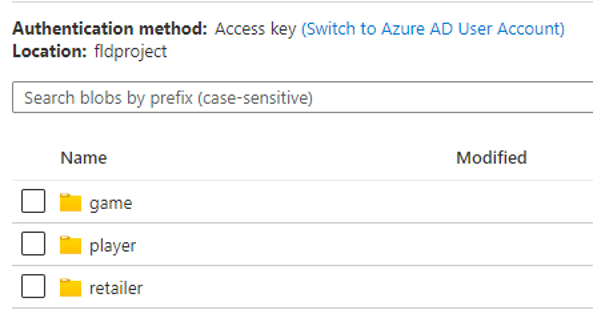 Authentication method: Access key (Switch to Azure AD User Account)
Location: fldproject
Search blobs by prefix (case-sensitive)
Name Modified
game
player
retailer